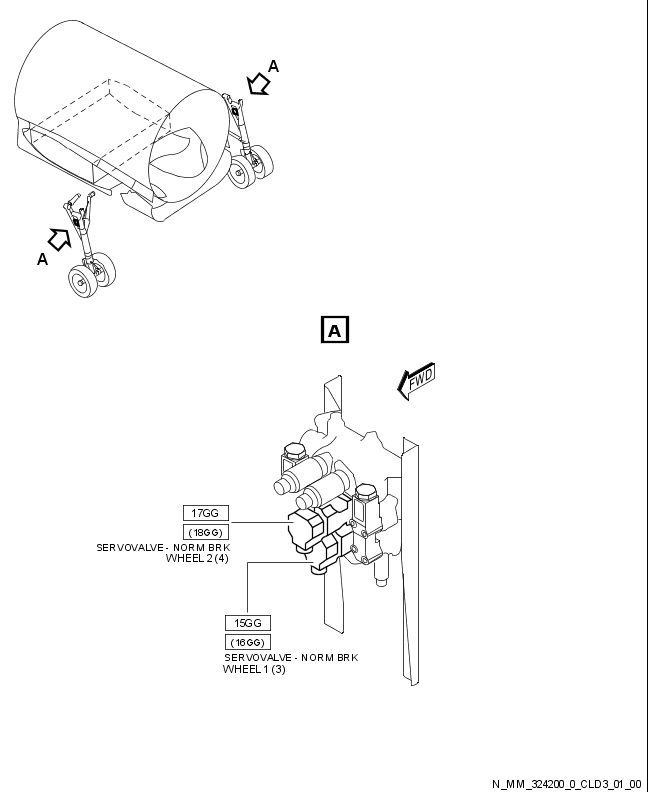 A
A
A
FWD
17GG
(18GG)
SERVOVALVE - NORM BRK
WHEEL 2 (4)
15GG
(16GG)
SERVOVALVE - NORM BRK
WHEEL 1 (3)
N_MM_324200_0_CLD3_01_00